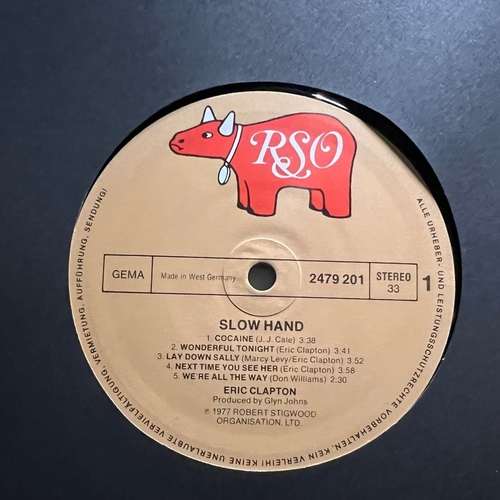 RSO
GEMA
Made in West Germany
2479 201
STEREO
33
1
SLOW HAND
1. COCAINE (J.J. Cale) 3:38
2. WONDERFUL TONIGHT (Eric Clapton) 3:41
3. LAY DOWN SALLY (Marcy Levy/Eric Clapton) 3:52
4. NEXT TIME YOU SEE HER (Eric Clapton) 3:58
5. WE'RE ALL THE WAY (Don Williams) 2:30
ERIC CLAPTON
Produced by Glyn Johns
℗ 1977 ROBERT STIGWOOD
ORGANISATION, LTD.
ALLE URHEBER- UND LEISTUNGSSCHUTZRECHTE VORBEHALTEN. KEIN VERLEIH! KEINE UNERLAUBTE VERVIELFÄLTIGUNG, VERMIETUNG, AUFFÜHRUNG, SENDUNG!